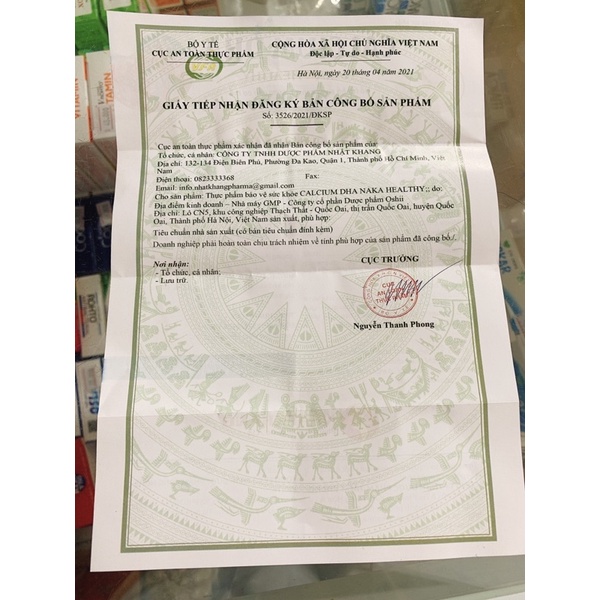 BỘ Y TẾ
CỤC AN TOÀN THỰC PHẨM
CỘNG HÒA XÃ HỘI CHỦ NGHĨA VIỆT NAM
Độc lập - Tự do - Hạnh phúc
Hà Nội, ngày 20 tháng 04 năm 2021
GIẤY TIẾP NHẬN ĐĂNG KÝ BẢN CÔNG BỐ SẢN PHẨM
Số: 3526/2021/ĐKSP
Cục an toàn thực phẩm xác nhận đã nhận Bản công bố sản phẩm của:
Tổ chức, cá nhân: CÔNG TY TNHH DƯỢC PHẨM NHẤT KHANG
Địa chỉ: 132-134 Điện Biên Phủ, Phường Đa Kao, Quận 1, Thành phố Hồ Chí Minh, Việt
Nam
Điện thoại: 0823333368 Fax:
Email: info.nhatkhangpharma@gmail.com
Cho sản phẩm: Thực phẩm bảo vệ sức khỏe CALCIUM DHA NAKA HEALTHY;; do:
Địa điểm kinh doanh – Nhà máy GMP - Công ty cổ phần Dược phẩm Oshii
Địa chỉ: Lô CN5, khu công nghiệp Thạch Thất - Quốc Oai, thị trấn Quốc Oai, huyện Quốc
Oai, Thành phố Hà Nội, Việt Nam sản xuất, phù hợp:
Tiêu chuẩn nhà sản xuất (có bản tiêu chuẩn đính kèm)
Doanh nghiệp phải hoàn toàn chịu trách nhiệm về tính phù hợp của sản phẩm đã công bố./.
Nơi nhận:
- Tổ chức, cá nhân;
- Lưu trữ.
CỤC TRƯỞNG
CỤC
AN TOÀN
THỰC PHẨM
Nguyễn Thanh Phong
VITAMIN
ROHTO